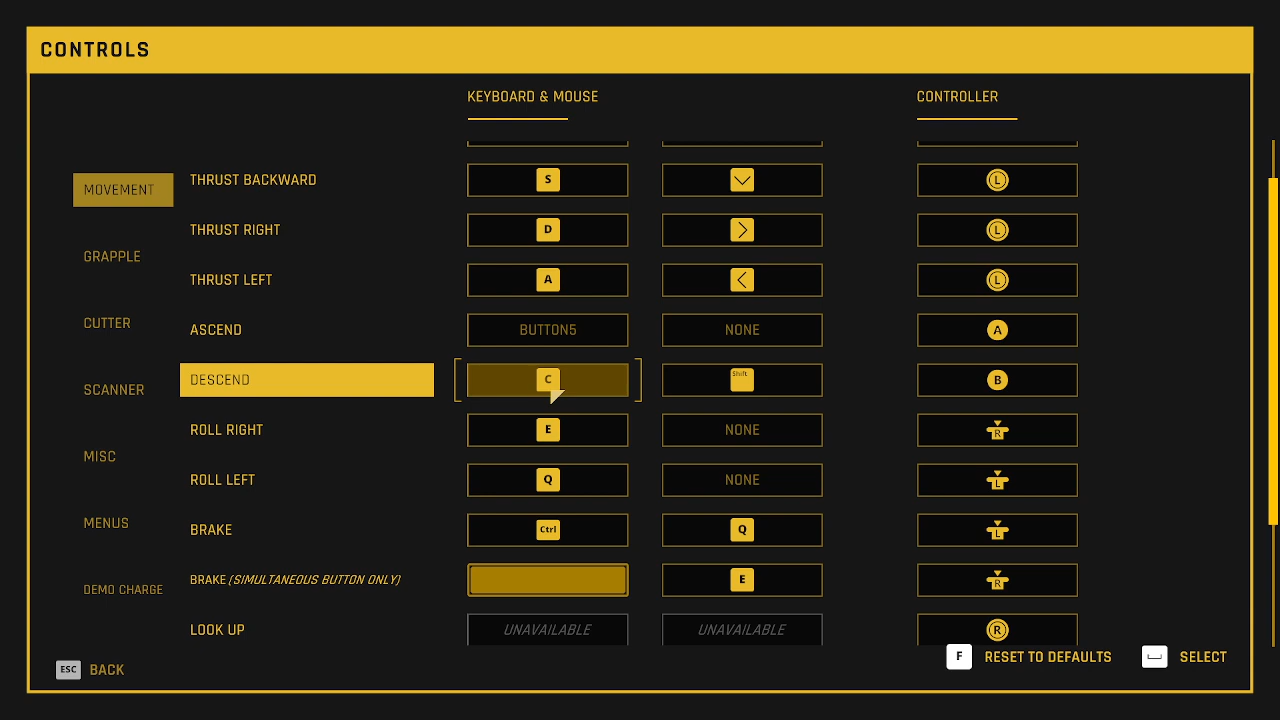 CONTROLS
KEYBOARD & MOUSE CONTROLLER
MOVEMENT
GRAPPLE
CUTTER
SCANNER
MISC
MENUS
DEMO CHARGE
THRUST BACKWARD S L
THRUST RIGHT D L
THRUST LEFT A L
ASCEND BUTTON5 NONE A
DESCEND C Shift B
ROLL RIGHT E NONE R
ROLL LEFT Q NONE L
BRAKE Ctrl Q L
BRAKE (SIMULTANEOUS BUTTON ONLY) E R
LOOK UP UNAVAILABLE UNAVAILABLE R
ESC BACK F RESET TO DEFAULTS SELECT